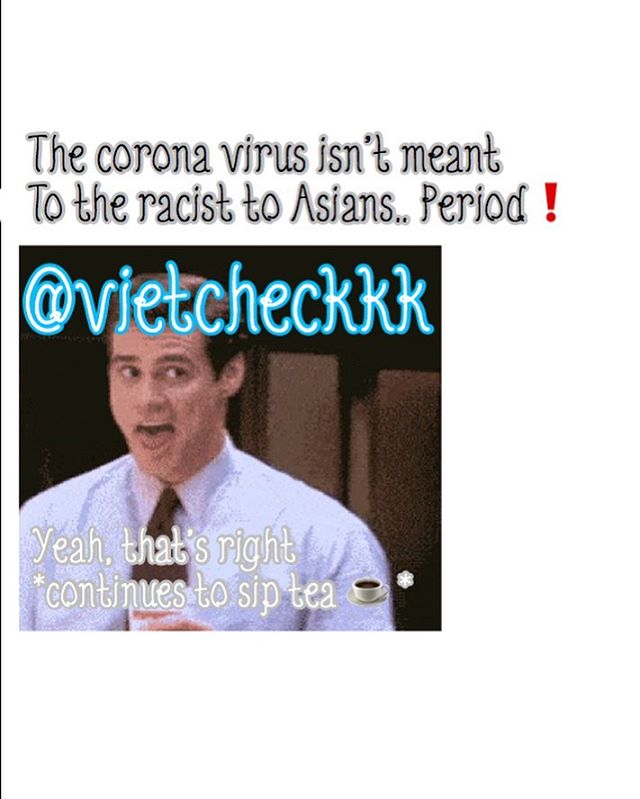 The corona virus isn't meant
To the racist to Asians.. Period❗
@vietcheckkk
Yeah, that's right
*continues to sip tea ☕*